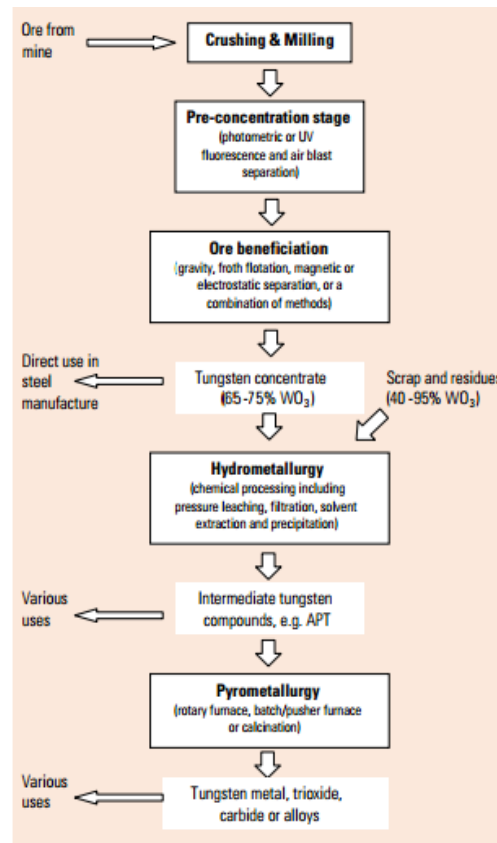 Ore from
mine
Crushing & Milling
Pre-concentration stage
(photometric or UV
fluorescence and air blast
separation)
Ore beneficiation
(gravity, froth flotation, magnetic or
electrostatic separation, or a
combination of methods)
Direct use in
steel
manufacture
Tungsten concentrate
(65-75% WO₃)
Scrap and residues
(40-95% WO₃)
Hydrometallurgy
(chemical processing including
pressure leaching, filtration, solvent
extraction and precipitation)
Various
uses
Intermediate tungsten
compounds, e.g. APT
Pyrometallurgy
(rotary furnace, batch/pusher furnace
or calcination)
Various
uses
Tungsten metal, trioxide,
carbide or alloys